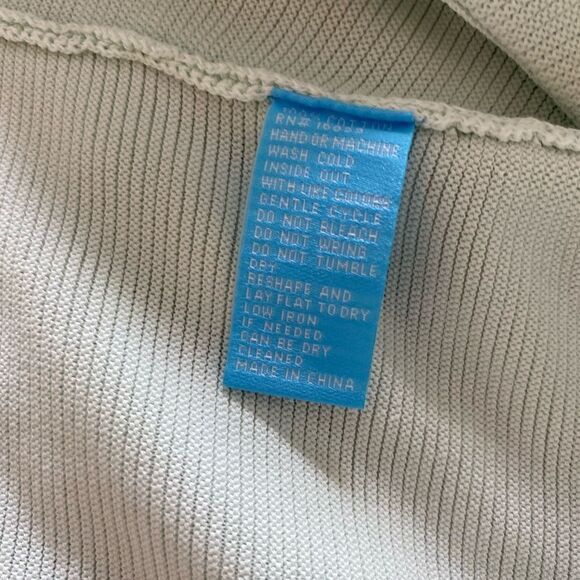 COTTON
RN#
HAND OR MACHINE
WASH COLD
INSIDE OUT
WITH LIKE COLORS
GENTLE CYCLE
DO NOT BLEACH
DO NOT WRING
DO NOT TUMBLE
DRY
RESHAPE AND
LAY FLAT TO DRY
LOW IRON
IF NEEDED
CAN BE DRY
CLEANED
MADE IN CHINA